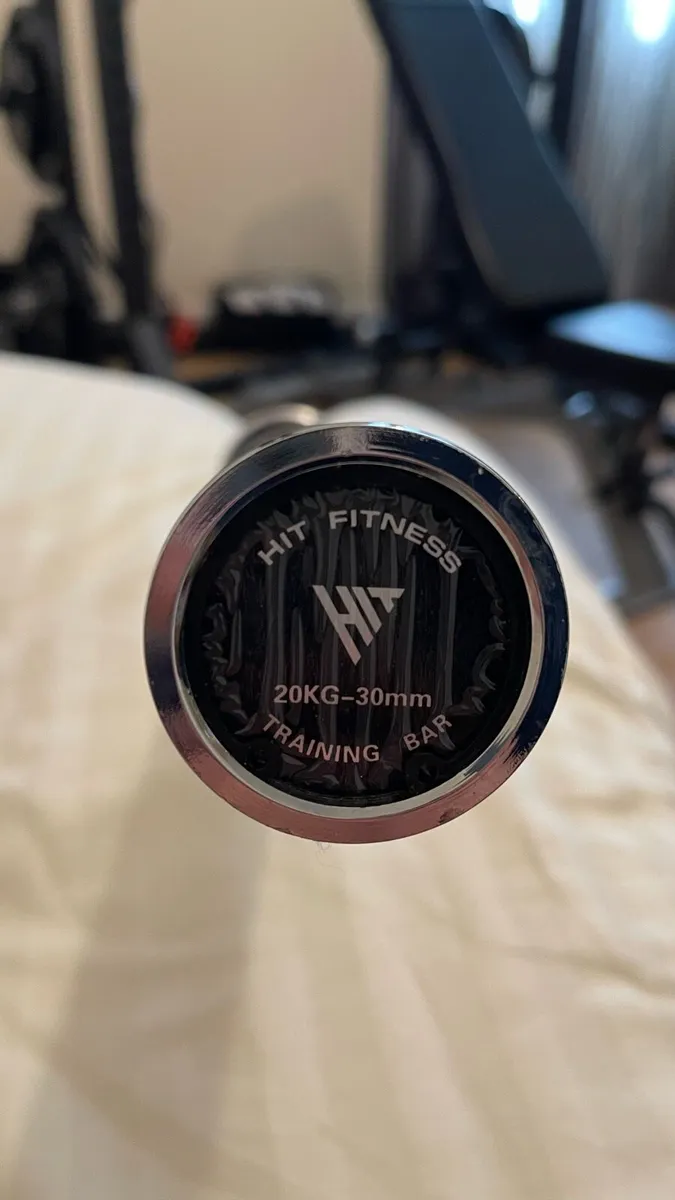 HIT FITNESS
HIT
20KG-30mm
TRAINING BAR